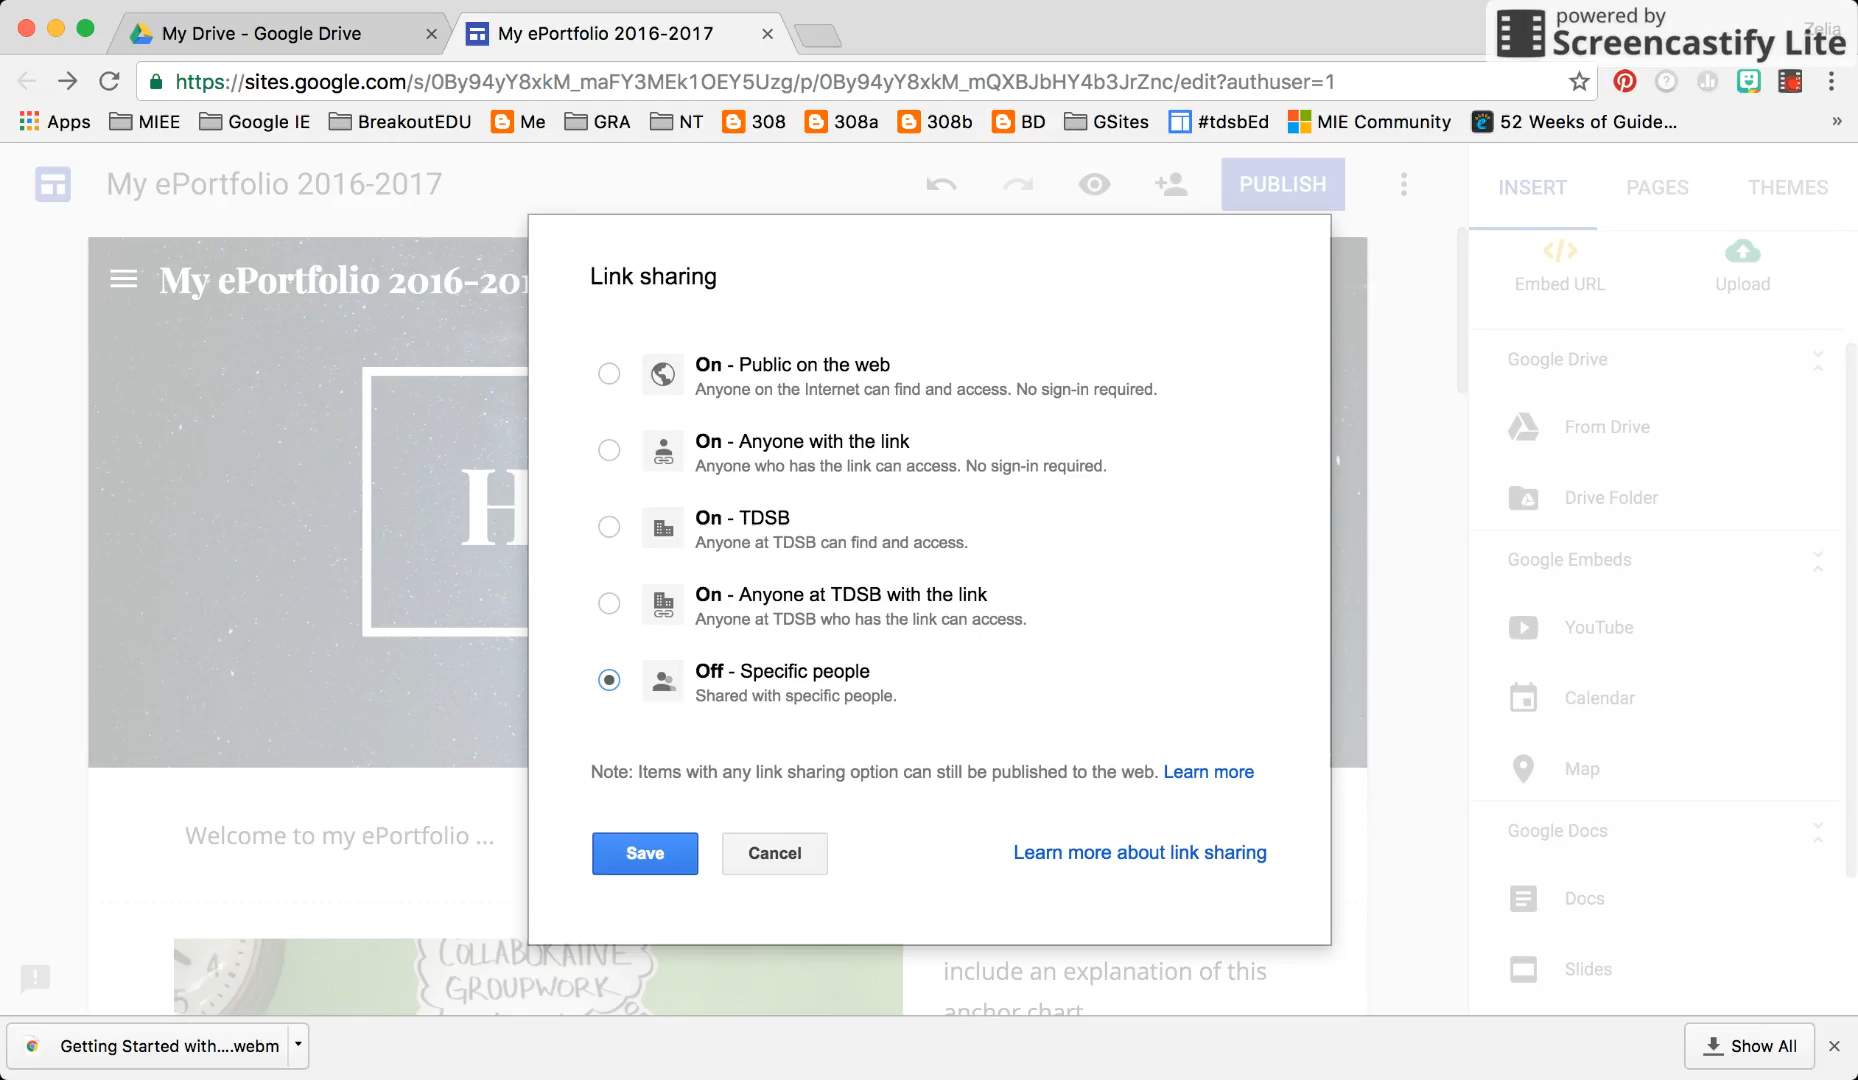 My Drive - Google Drive
My ePortfolio 2016-2017
powered by
Screencastify Lite
Zelia
https://sites.google.com/s/0By94yY8xkM_maFY3MEk1OEY5Uzg/p/0By94yY8xkM_mQXBJbHY4b3JrZnc/edit?authuser=1
Apps MIEE Google IE BreakoutEDU Me GRA NT 308 308a 308b BD GSites #tdsbEd MIE Community 52 Weeks of Guide...
My ePortfolio 2016-2017
PUBLISH
INSERT PAGES THEMES
My ePortfolio 2016-201
H
Welcome to my ePortfolio ...
COLLABORATIVE
GROUPWORK
include an explanation of this
anchor chart
Link sharing
On - Public on the web
Anyone on the Internet can find and access. No sign-in required.
On - Anyone with the link
Anyone who has the link can access. No sign-in required.
On - TDSB
Anyone at TDSB can find and access.
On - Anyone at TDSB with the link
Anyone at TDSB who has the link can access.
Off - Specific people
Shared with specific people.
Note: Items with any link sharing option can still be published to the web. Learn more
Save Cancel Learn more about link sharing
Embed URL Upload
Google Drive
From Drive
Drive Folder
Google Embeds
YouTube
Calendar
Map
Google Docs
Docs
Slides
Getting Started with....webm
Show All